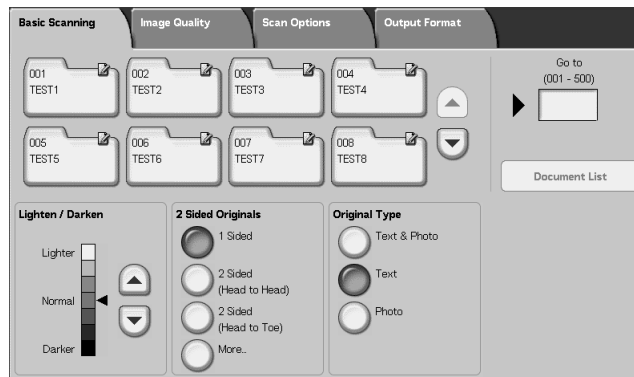 Basic Scanning
Image Quality
Scan Options
Output Format
001
TEST1
002
TEST2
003
TEST3
004
TEST4
Go to
(001 - 500)
005
TEST5
006
TEST6
007
TEST7
008
TEST8
Document List
Lighten / Darken
Lighter
Normal
Darker
2 Sided Originals
1 Sided
2 Sided
(Head to Head)
2 Sided
(Head to Toe)
More..
Original Type
Text & Photo
Text
Photo